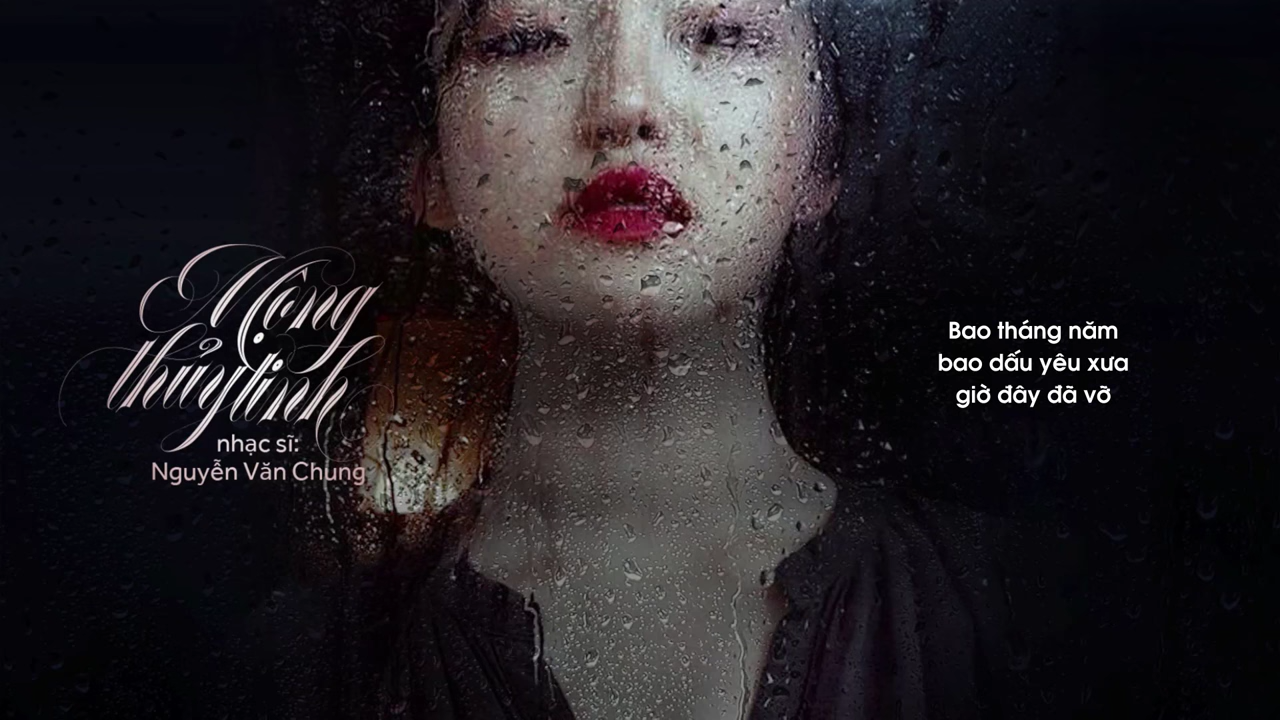 Mộng
thủy tinh
nhạc sĩ:
Nguyễn Văn Chung
Bao tháng năm
bao dấu yêu xưa
giờ đây đã vỡ